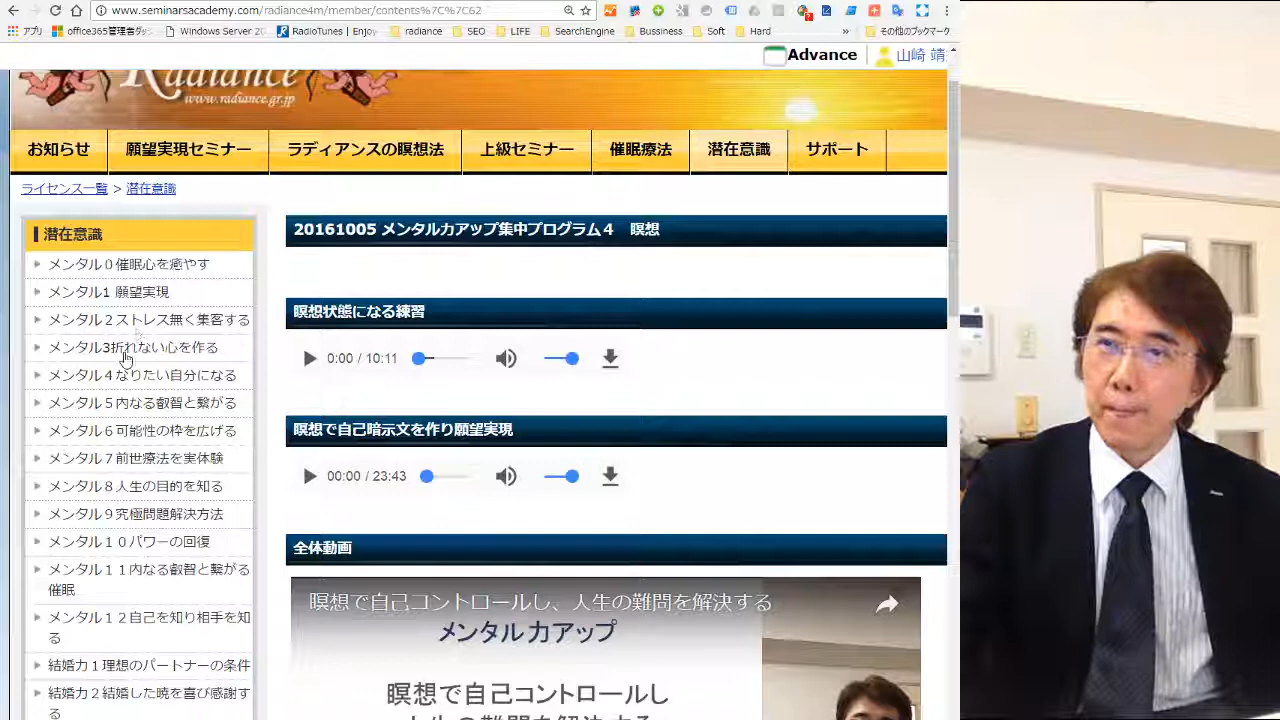 www.seminarsacademy.com/radiance4m/member/contents%7C%7C62
アプリ
office365管理者ダッ
Windows Server 20
RadioTunes | Enjoy
radiance
SEO
LIFE
SearchEngine
Bussiness
Soft
Hard
»
その他のブックマーク
Advance
山崎 靖
Radiance
www.radiance.gr.jp
お知らせ
願望実現セミナー
ラディアンスの瞑想法
上級セミナー
催眠療法
潜在意識
サポート
ライセンス一覧 > 潜在意識
潜在意識
メンタル０催眠心を癒やす
メンタル1 願望実現
メンタル２ストレス無く集客する
メンタル3折れない心を作る
メンタル４なりたい自分になる
メンタル５内なる叡智と繋がる
メンタル６可能性の枠を広げる
メンタル７前世療法を実体験
メンタル８人生の目的を知る
メンタル９究極問題解決方法
メンタル１０パワーの回復
メンタル１１内なる叡智と繋がる
催眠
メンタル１２自己を知り相手を知
る
結婚力１理想のパートナーの条件
結婚力２結婚した暁を喜び感謝す
る
20161005 メンタル力アップ集中プログラム４　瞑想
瞑想状態になる練習
0:00 / 10:11
瞑想で自己暗示文を作り願望実現
00:00 / 23:43
全体動画
瞑想で自己コントロールし、人生の難問を解決する
メンタル力アップ
瞑想で自己コントロールし